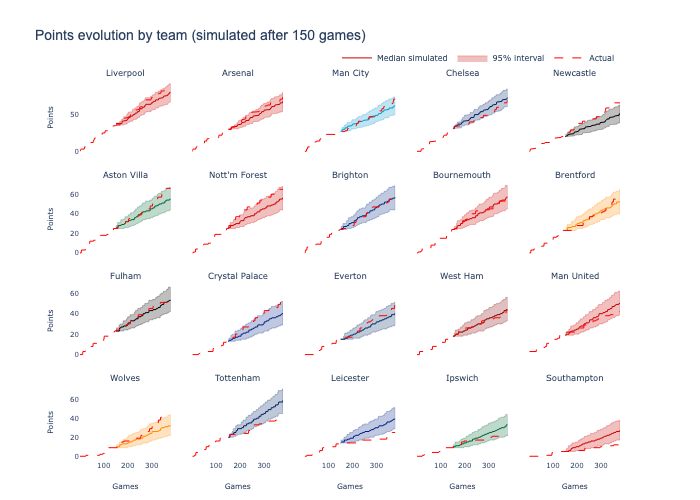 Points evolution by team (simulated after 150 games)
Median simulated 95% interval Actual
Liverpool Arsenal Man City Chelsea Newcastle
Points
50
0
Aston Villa Nott'm Forest Brighton Bournemouth Brentford
Points
60
40
20
0
Fulham Crystal Palace Everton West Ham Man United
Points
60
40
20
0
Wolves Tottenham Leicester Ipswich Southampton
Points
60
40
20
0
100 200 300 100 200 300 100 200 300 100 200 300 100 200 300
Games Games Games Games Games